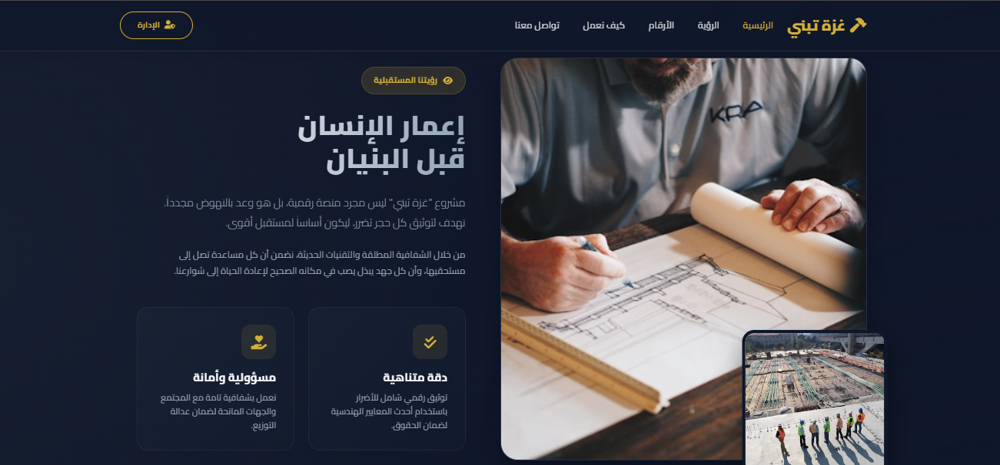 غزة تبني
الرئيسية
الرؤية
الأرقام
كيف نعمل
تواصل معنا
الإدارة
KRA
رؤيتنا المستقبلية
إعمار الإنسان
قبل البنيان
مشروع "غزة تبني" ليس مجرد منصة رقمية، بل هو وعد بالنهوض مجدداً.
نهدف لتوثيق كل حجر تضرر، ليكون أساساً لمستقبل أقوى.
من خلال الشفافية المطلقة والتقنيات الحديثة، نضمن أن كل مساعدة تصل إلى
مستحقيها، وأن كل جهد يبذل يصب في مكانه الصحيح لإعادة الحياة إلى شوارعنا.
دقة متناهية
توثيق رقمي شامل للأضرار
باستخدام أحدث المعايير الهندسية
لضمان الحقوق.
مسؤولية وأمانة
نعمل بشفافية تامة مع المجتمع
والجهات المانحة لضمان عدالة
التوزيع.